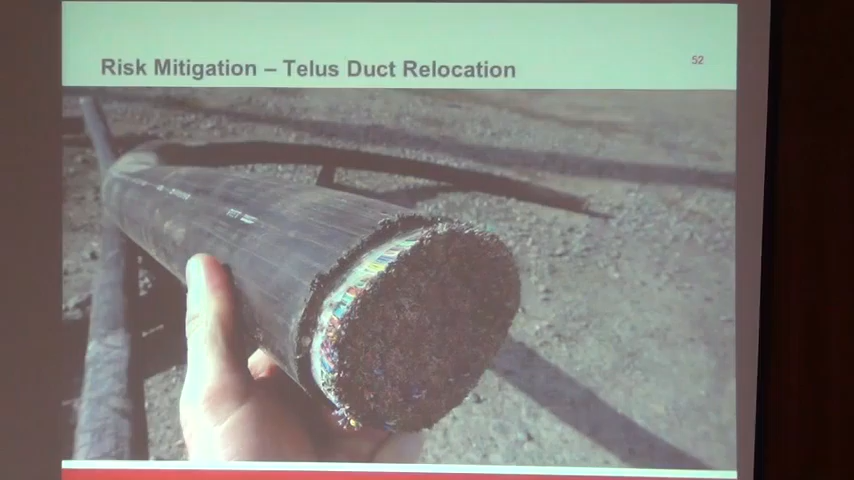 Risk Mitigation – Telus Duct Relocation
52